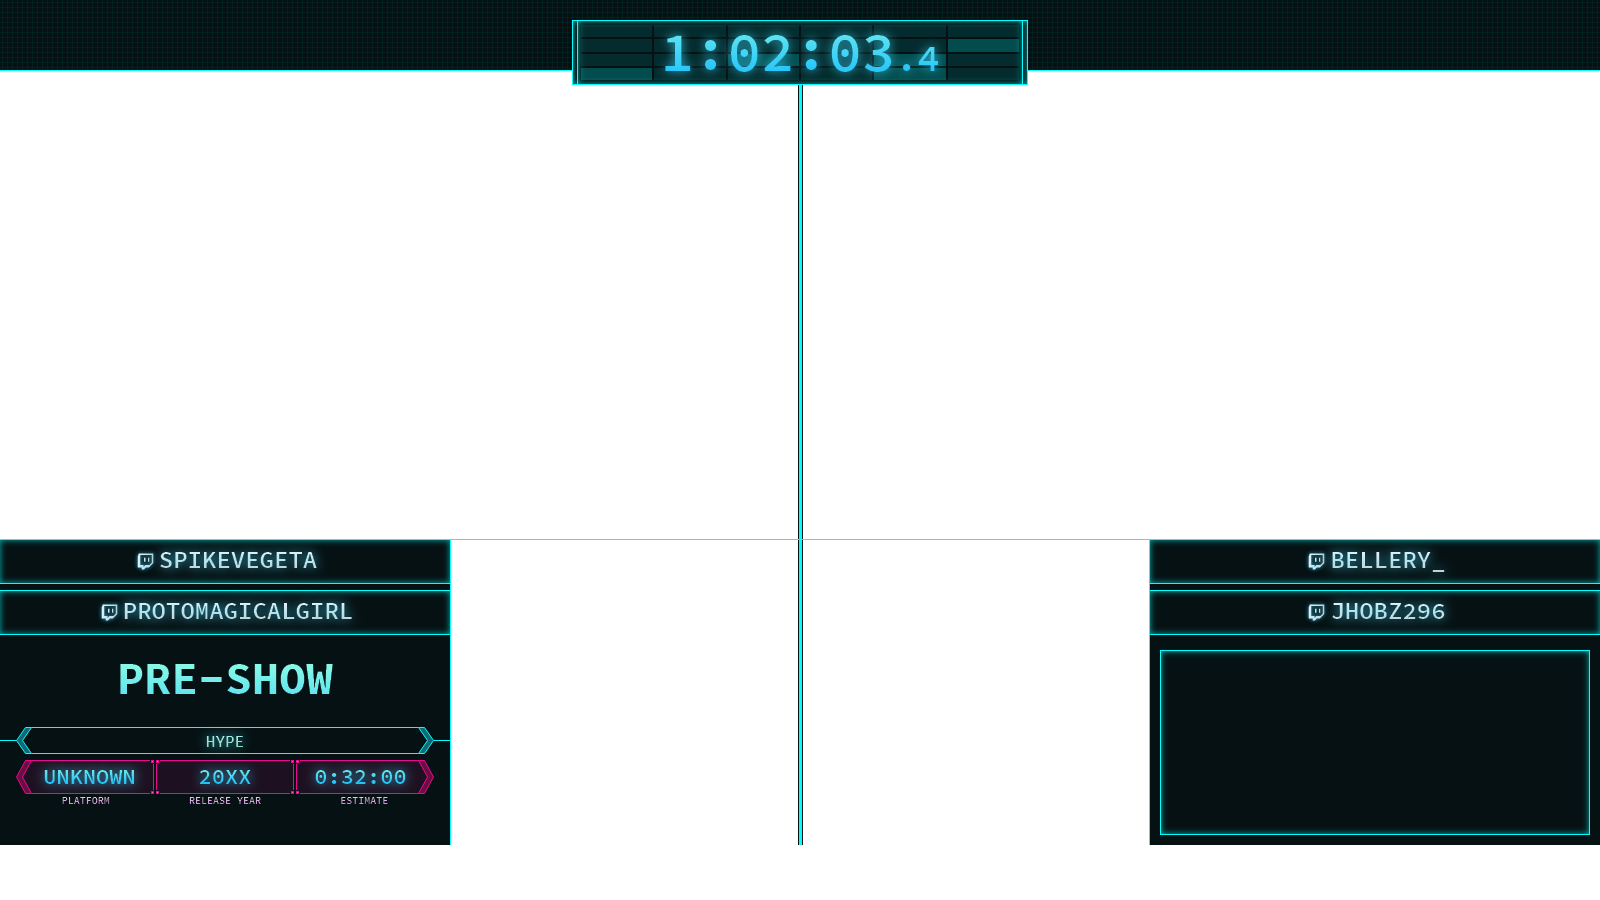 1:02:03.4
SPIKEVEGETA
PROTOMAGICALGIRL
PRE-SHOW
HYPE
UNKNOWN 20XX 0:32:00
PLATFORM RELEASE YEAR ESTIMATE
BELLERY_
JHOBZ296